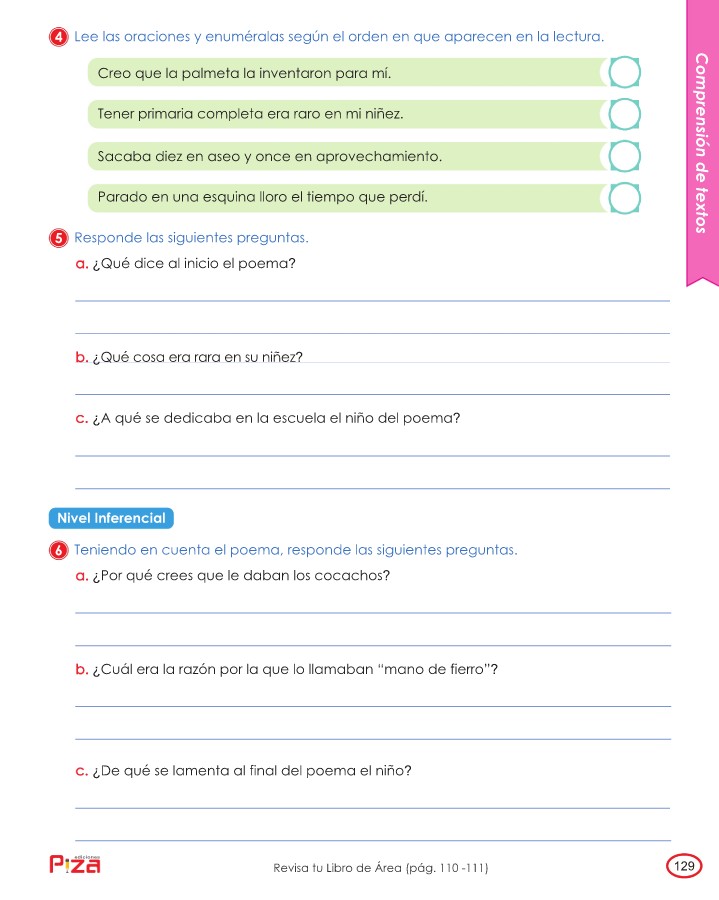 4 Lee las oraciones y enuméralas según el orden en que aparecen en la lectura.
Creo que la palmeta la inventaron para mí.
Tener primaria completa era raro en mi niñez.
Sacaba diez en aseo y once en aprovechamiento.
Parado en una esquina lloro el tiempo que perdí.
Comprensión de textos
5 Responde las siguientes preguntas.
a. ¿Qué dice al inicio el poema?
b. ¿Qué cosa era rara en su niñez?
c. ¿A qué se dedicaba en la escuela el niño del poema?
Nivel Inferencial
6 Teniendo en cuenta el poema, responde las siguientes preguntas.
a. ¿Por qué crees que le daban los cocachos?
b. ¿Cuál era la razón por la que lo llamaban “mano de fierro”?
c. ¿De qué se lamenta al final del poema el niño?
ediciones
Piza
Revisa tu Libro de Área (pág. 110 -111)
129